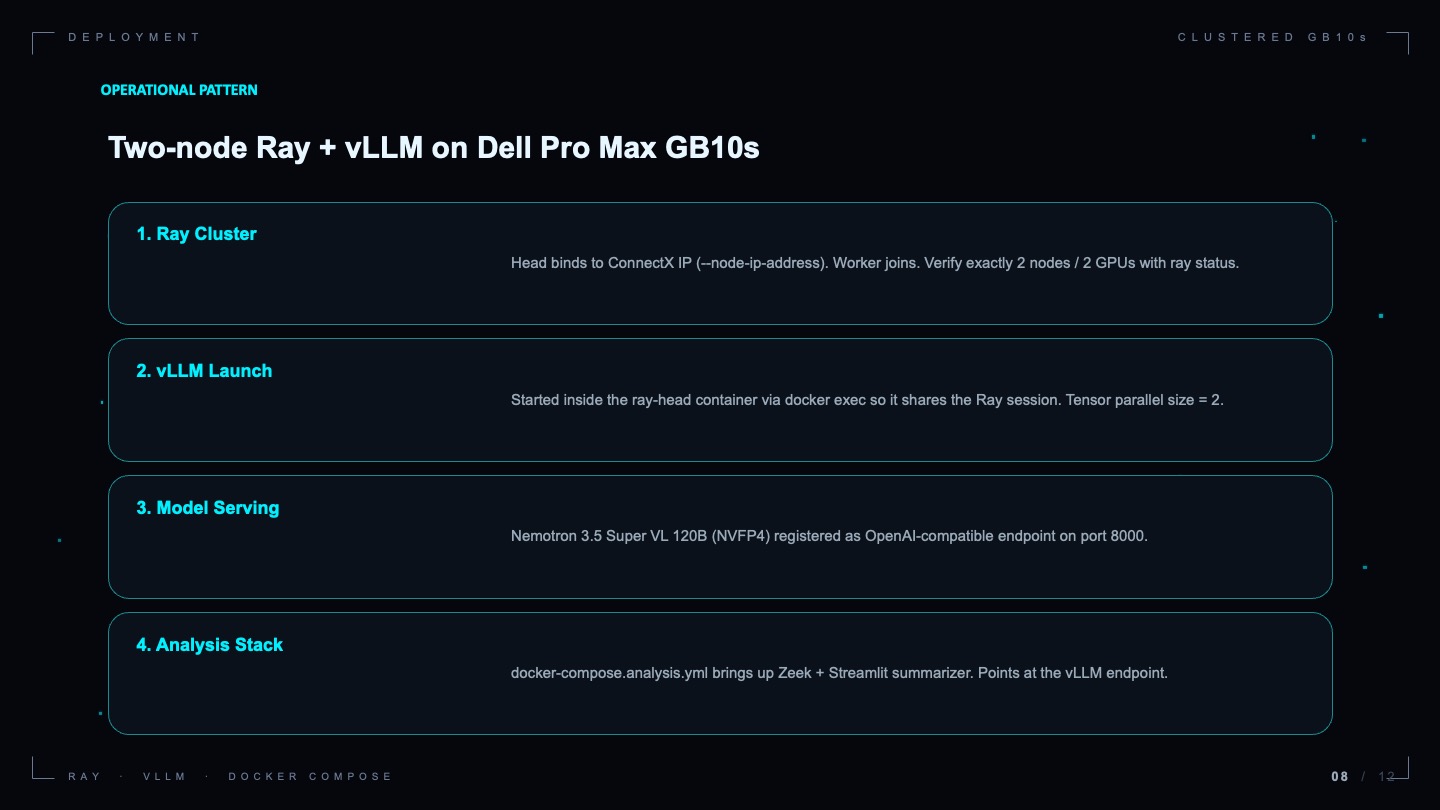 DEPLOYMENT
CLUSTERED GB10s
OPERATIONAL PATTERN
Two-node Ray + vLLM on Dell Pro Max GB10s
1. Ray Cluster
Head binds to ConnectX IP (--node-ip-address). Worker joins. Verify exactly 2 nodes / 2 GPUs with ray status.
2. vLLM Launch
Started inside the ray-head container via docker exec so it shares the Ray session. Tensor parallel size = 2.
3. Model Serving
Nemotron 3.5 Super VL 120B (NVFP4) registered as OpenAI-compatible endpoint on port 8000.
4. Analysis Stack
docker-compose.analysis.yml brings up Zeek + Streamlit summarizer. Points at the vLLM endpoint.
RAY · VLLM · DOCKER COMPOSE
08 / 12